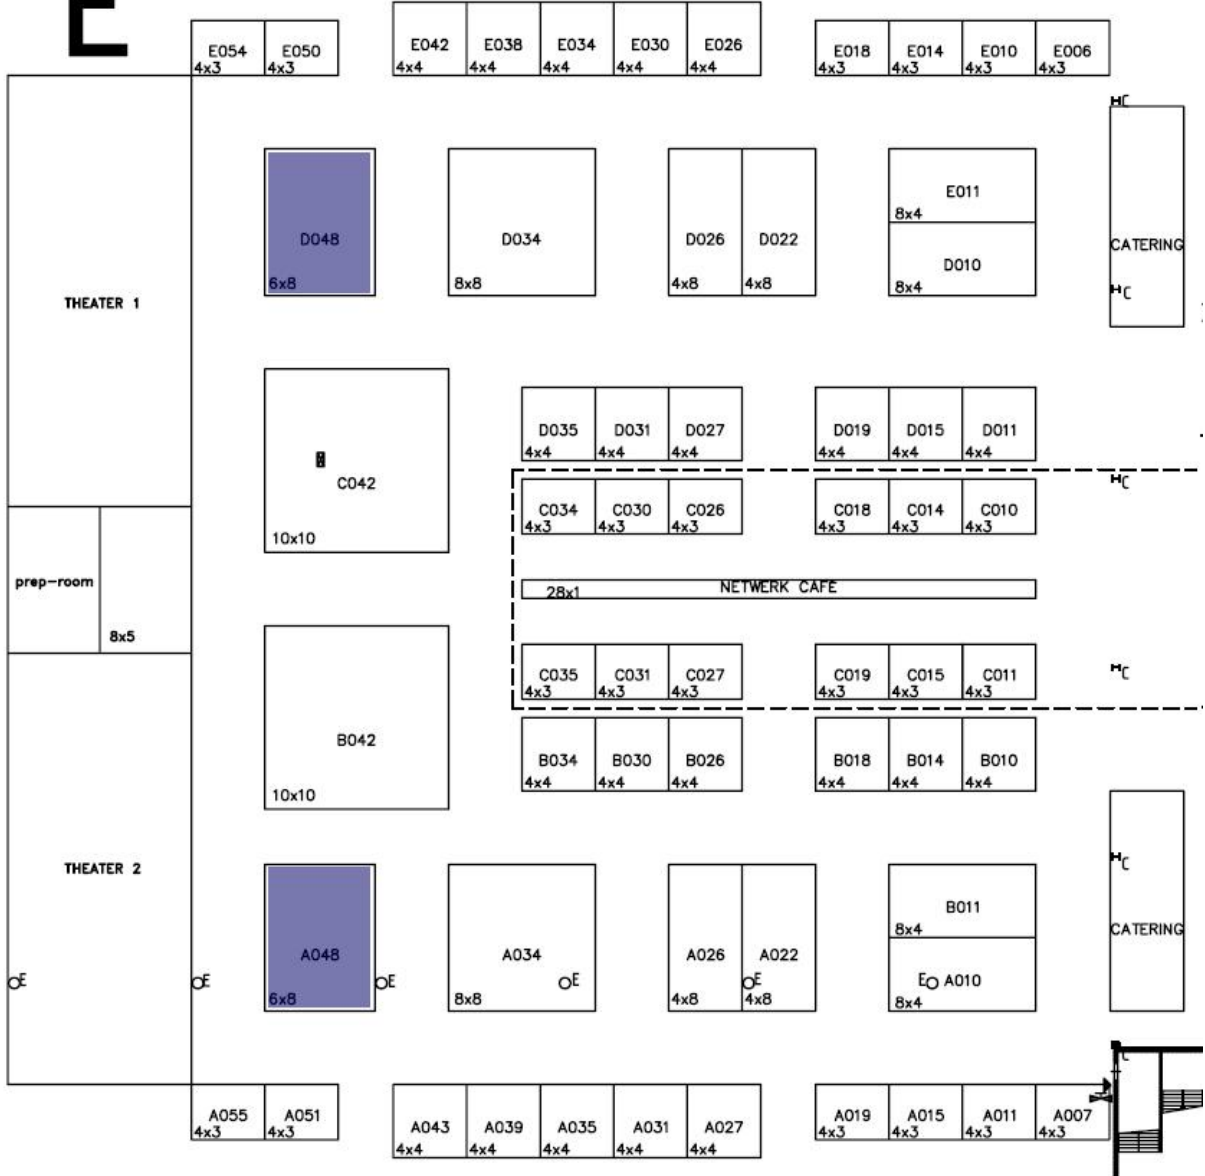 E
E054 E050 E042 E038 E034 E030 E026 E018 E014 E010 E006
4x3 4x3 4x4 4x4 4x4 4x4 4x4 4x3 4x3 4x3 4x3
HC
E011
8x4
D048 D034 D026 D022
CATERING
D010
6x8 8x8 4x8 4x8 8x4
HC
THEATER 1
D035 D031 D027 D019 D015 D011
4x4 4x4 4x4 4x4 4x4 4x4
C042
HC
C034 C030 C026 C018 C014 C010
4x3 4x3 4x3 4x3 4x3 4x3
10x10
prep-room
28x1 NETWERK CAFE
8x5
C035 C031 C027 C019 C015 C011
HC
4x3 4x3 4x3 4x3 4x3 4x3
B042
B034 B030 B026 B018 B014 B010
4x4 4x4 4x4 4x4 4x4 4x4
10x10
THEATER 2
HC
B011
8x4
CATERING
A048 A034 A026 A022
E E E E E E A010
6x8 8x8 4x8 4x8 8x4
C
A055 A051 A043 A039 A035 A031 A027 A019 A015 A011 A007
4x3 4x3 4x4 4x4 4x4 4x4 4x4 4x3 4x3 4x3 4x3